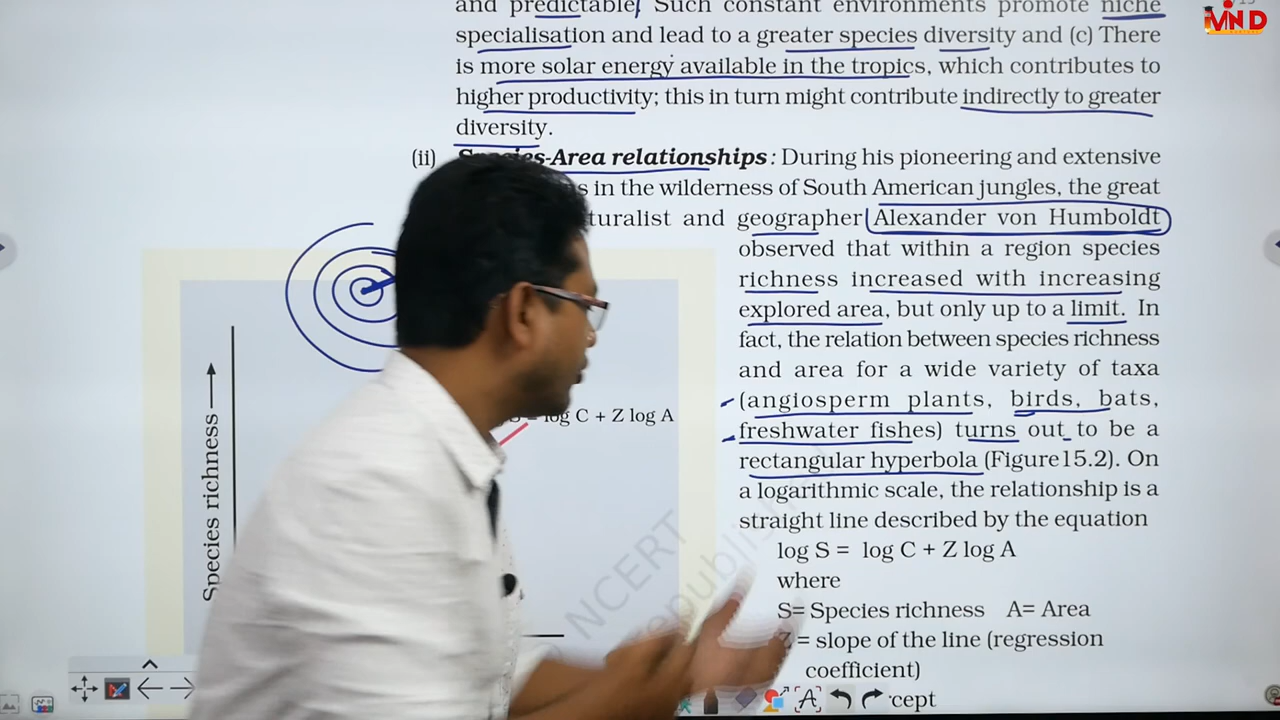 and predictable. Such constant environments promote niche
specialisation and lead to a greater species diversity and (c) There
is more solar energy available in the tropics, which contributes to
higher productivity; this in turn might contribute indirectly to greater
diversity.
(ii) Species-Area relationships: During his pioneering and extensive
in the wilderness of South American jungles, the great
and geographer Alexander von Humboldt
observed that within a region species
richness increased with increasing
explored area, but only up to a limit. In
fact, the relation between species richness
and area for a wide variety of taxa
(angiosperm plants, birds, bats,
freshwater fishes) turns out to be a
rectangular hyperbola (Figure15.2). On
a logarithmic scale, the relationship is a
straight line described by the equation
log S = log C + Z log A
where
S= Species richness A= Area
Z = slope of the line (regression
coefficient)
Species richness
log C + Z log A
NCERT
MIND